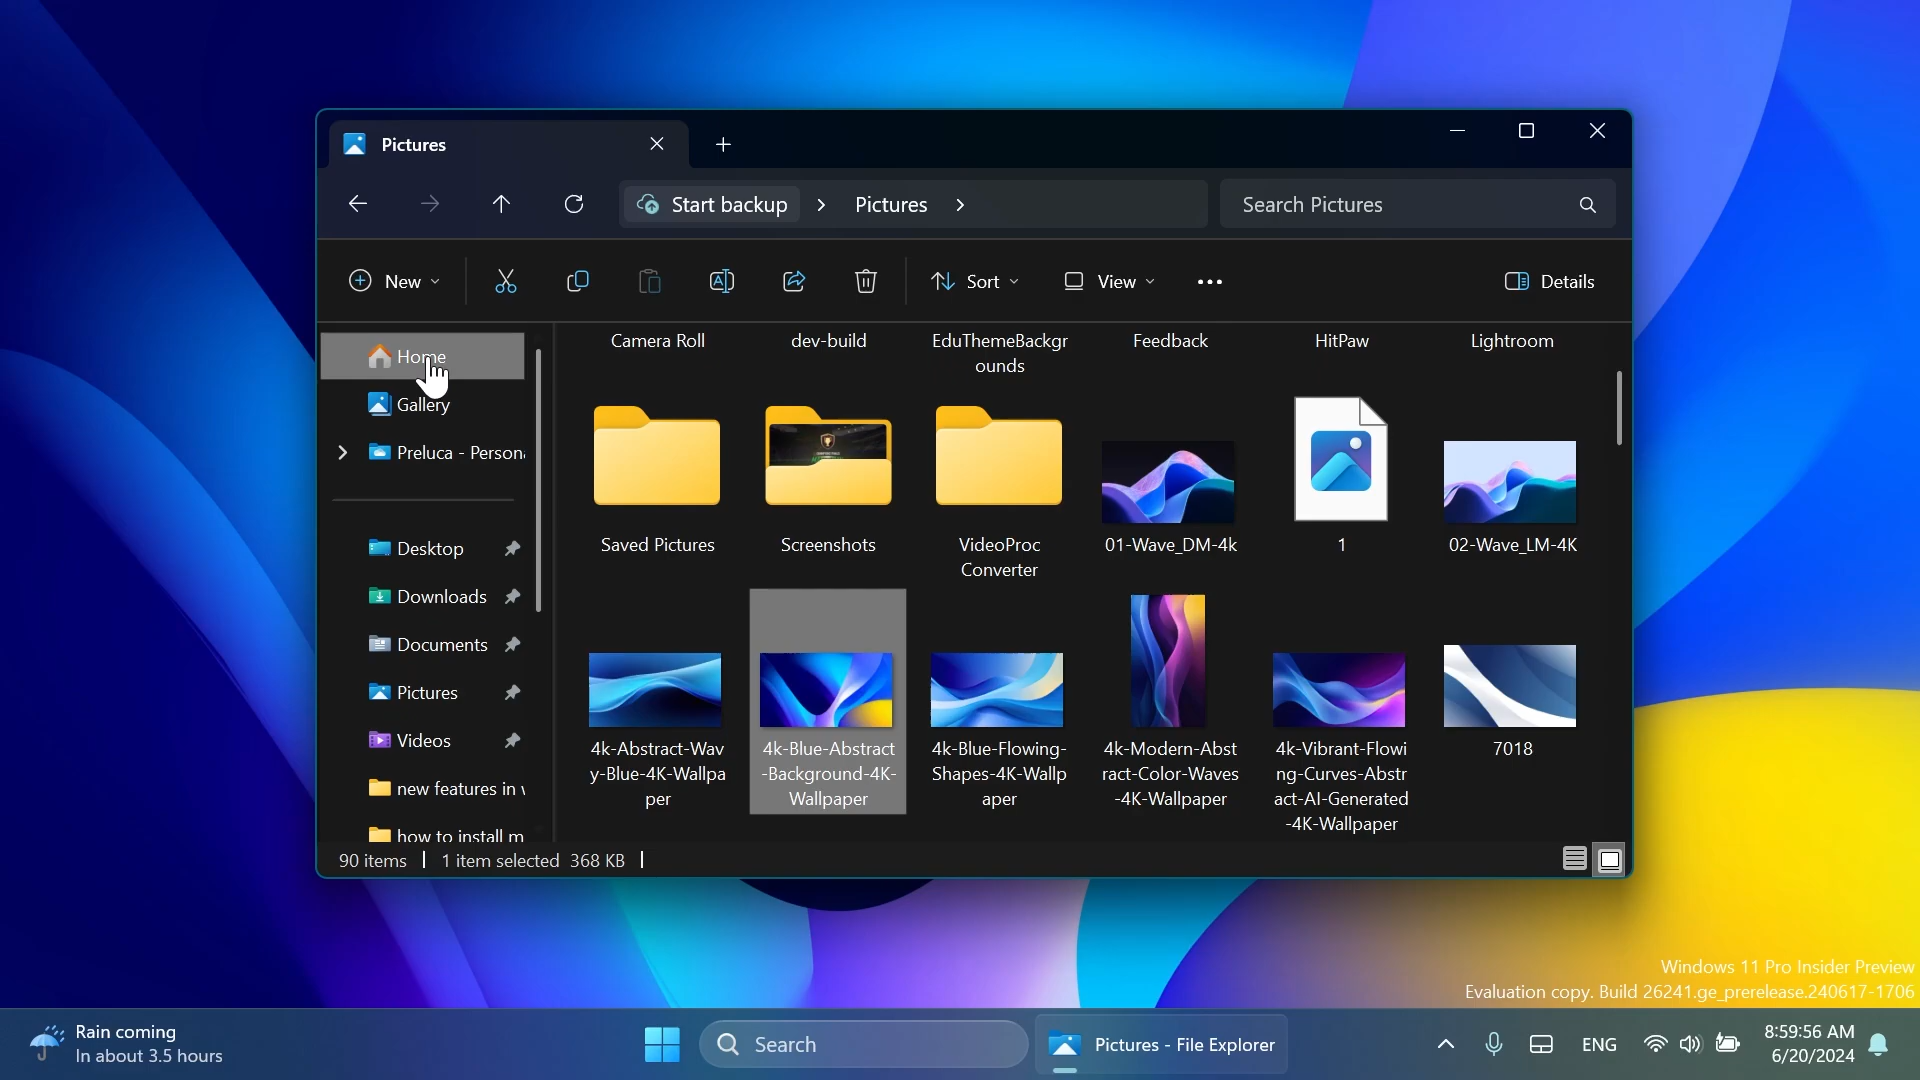 Pictures
Start backup
Pictures
Search Pictures
New
Sort
View
Details
Home
Gallery
Preluca - Person
Desktop
Downloads
Documents
Pictures
Videos
new features in
how to install m
Camera Roll
dev-build
EduThemeBackgr
ounds
Feedback
HitPaw
Lightroom
Saved Pictures
Screenshots
VideoProc
Converter
01-Wave_DM-4k
1
02-Wave_LM-4K
4k-Abstract-Wav
y-Blue-4K-Wallpa
per
4k-Blue-Abstract
-Background-4K-
Wallpaper
4k-Blue-Flowing-
Shapes-4K-Wallp
aper
4k-Modern-Abst
ract-Color-Waves
-4K-Wallpaper
4k-Vibrant-Flowi
ng-Curves-Abstr
act-AI-Generated
-4K-Wallpaper
7018
90 items
1 item selected 368 KB
Windows 11 Pro Insider Preview
Evaluation copy. Build 26241.ge_prerelease.240617-1706
Rain coming
In about 3.5 hours
Search
Pictures - File Explorer
ENG
8:59:56 AM
6/20/2024